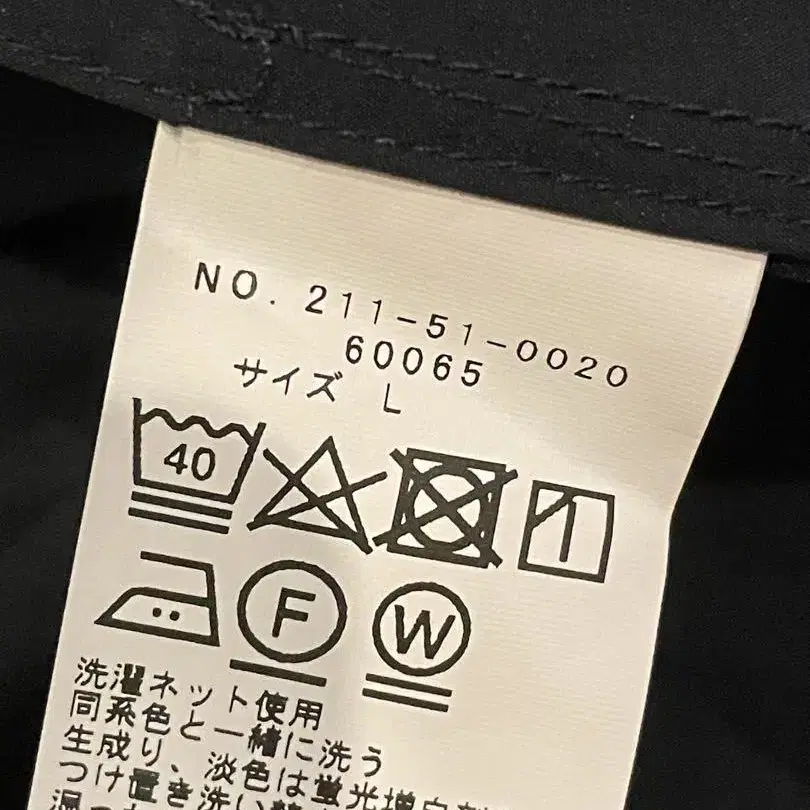 NO. 211-51-0020
60065
サイズ L
40
F W
洗濯ネット使用
同系色と一緒に洗う
生成り、淡色は蛍光増白剤
つけ置き洗い